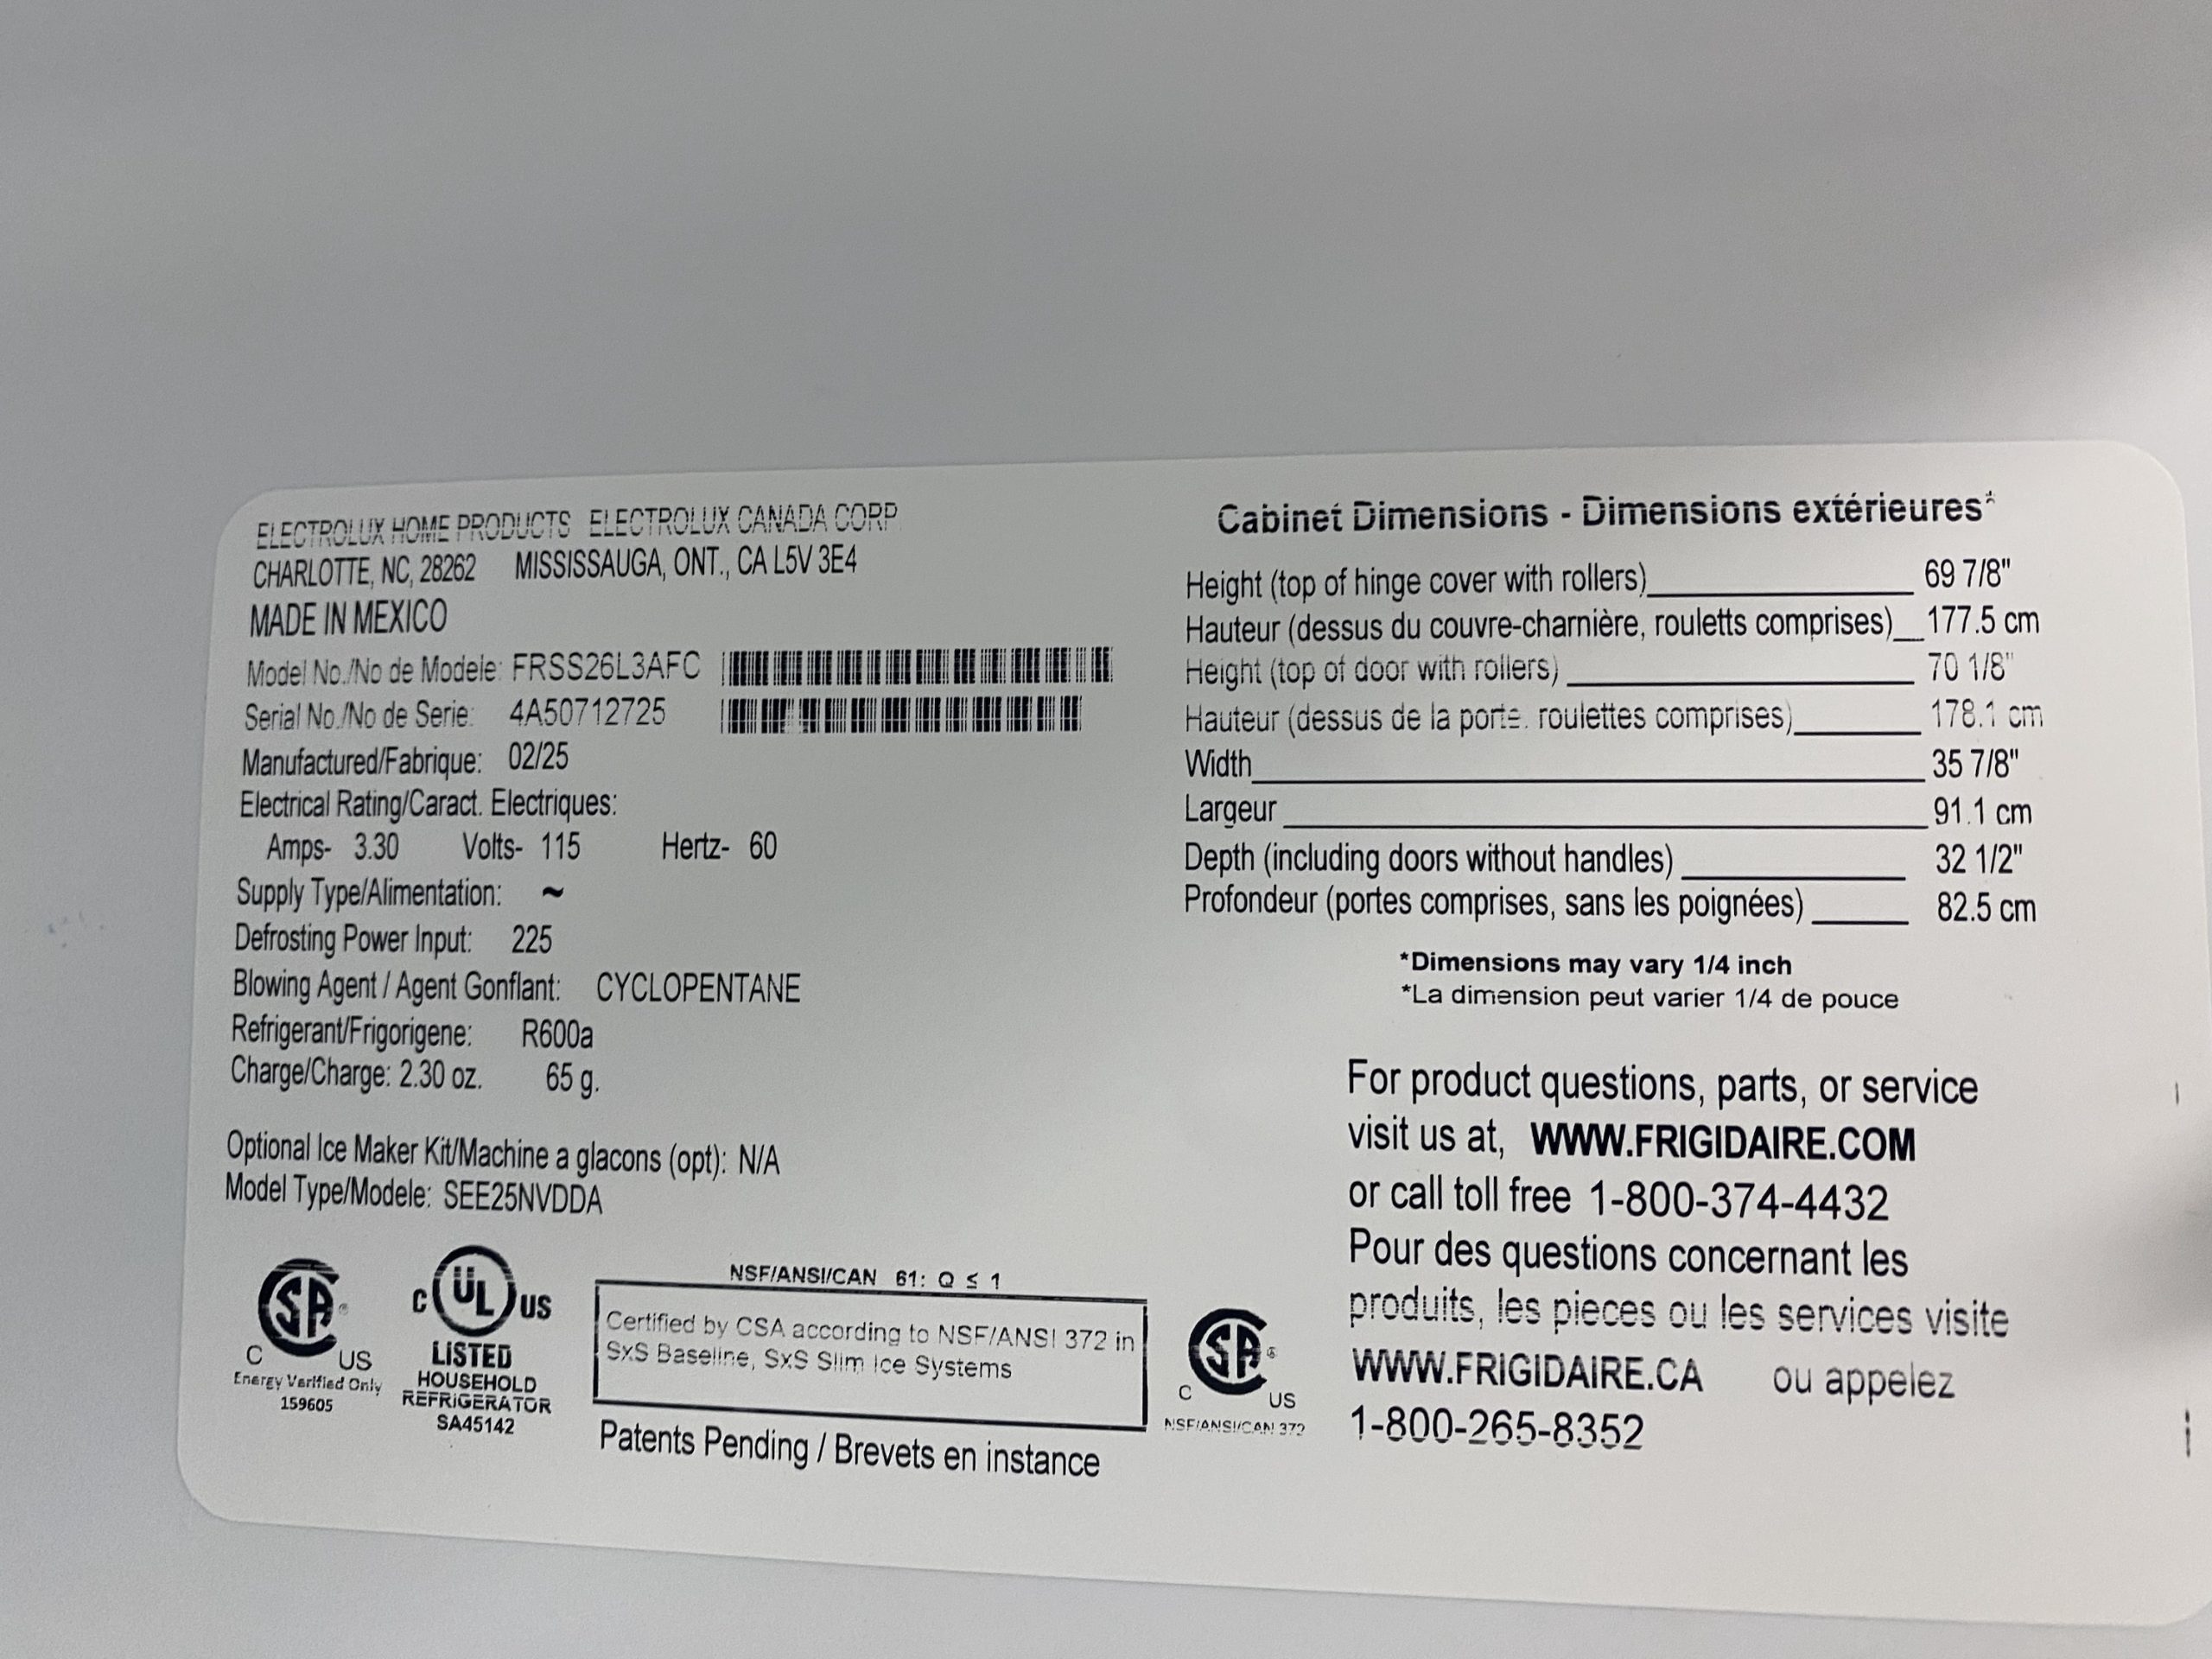 ELECTROLUX HOME PRODUCTS ELECTROLUX CANADA CORP
CHARLOTTE, NC, 28262 MISSISSAUGA, ONT., CA L5V 3E4
MADE IN MEXICO
Model No./No de Modele: FRSS26L3AFC
Serial No./No de Serie: 4A50712725
Manufactured/Fabrique: 02/25
Electrical Rating/Caract. Electriques:
Amps- 3.30 Volts- 115 Hertz- 60
Supply Type/Alimentation: ~
Defrosting Power Input: 225
Blowing Agent / Agent Gonflant: CYCLOPENTANE
Refrigerant/Frigorigene: R600a
Charge/Charge: 2.30 oz. 65 g.
Optional Ice Maker Kit/Machine a glacons (opt): N/A
Model Type/Modele: SEE25NVDDA
SA®
C US
Energy Verified Only
159605
C UL US
LISTED
HOUSEHOLD
REFRIGERATOR
SA45142
NSF/ANSI/CAN 61: Q ≤ 1
Certified by CSA according to NSF/ANSI 372 in
SxS Baseline, SxS Slim Ice Systems
Patents Pending / Brevets en instance
SA®
C US
NSF/ANSI/CAN 372
Cabinet Dimensions - Dimensions extérieures*
Height (top of hinge cover with rollers) 69 7/8"
Hauteur (dessus du couvre-charnière, rouletts comprises) 177.5 cm
Height (top of door with rollers) 70 1/8"
Hauteur (dessus de la porte. roulettes comprises) 178.1 cm
Width 35 7/8"
Largeur 91.1 cm
Depth (including doors without handles) 32 1/2"
Profondeur (portes comprises, sans les poignées) 82.5 cm
*Dimensions may vary 1/4 inch
*La dimension peut varier 1/4 de pouce
For product questions, parts, or service
visit us at, WWW.FRIGIDAIRE.COM
or call toll free 1-800-374-4432
Pour des questions concernant les
produits, les pieces ou les services visite
WWW.FRIGIDAIRE.CA ou appelez
1-800-265-8352